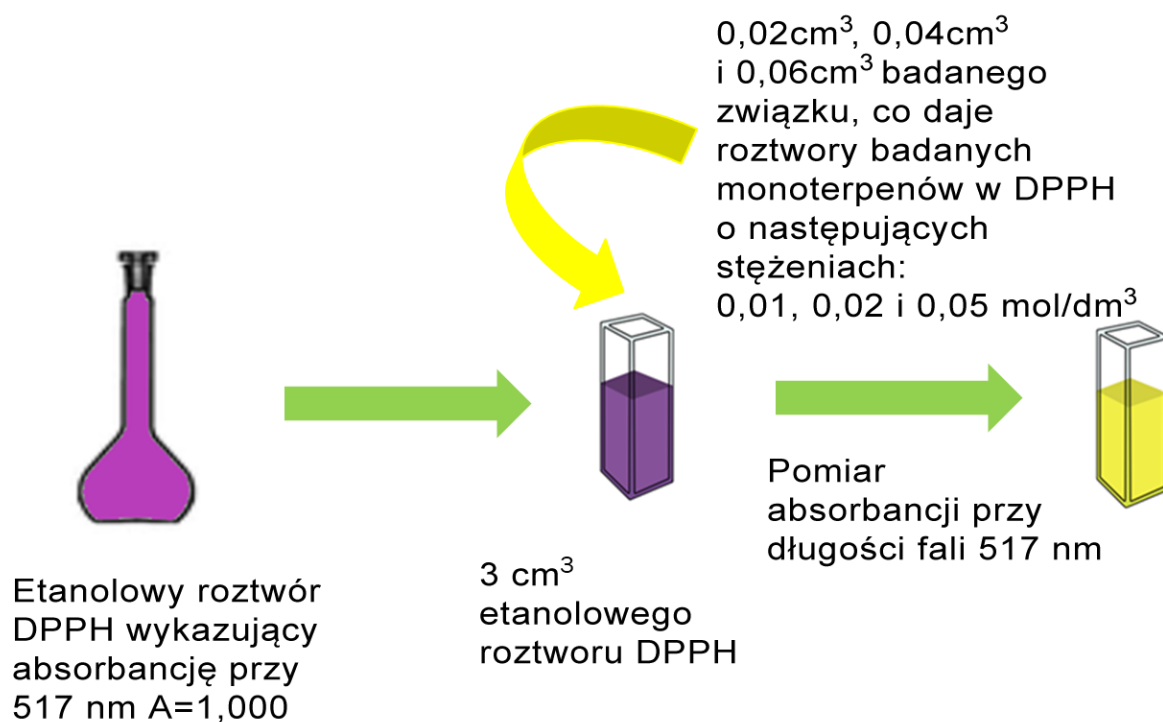 0,02cm³, 0,04cm³
i 0,06cm³ badanego
związku, co daje
roztwory badanych
monoterpenów w DPPH
o następujących
stężeniach:
0,01, 0,02 i 0,05 mol/dm³
Etanolowy roztwór
DPPH wykazujący
absorbancję przy
517 nm A=1,000
3 cm³
etanolowego
roztworu DPPH
Pomiar
absorbancji przy
długości fali 517 nm